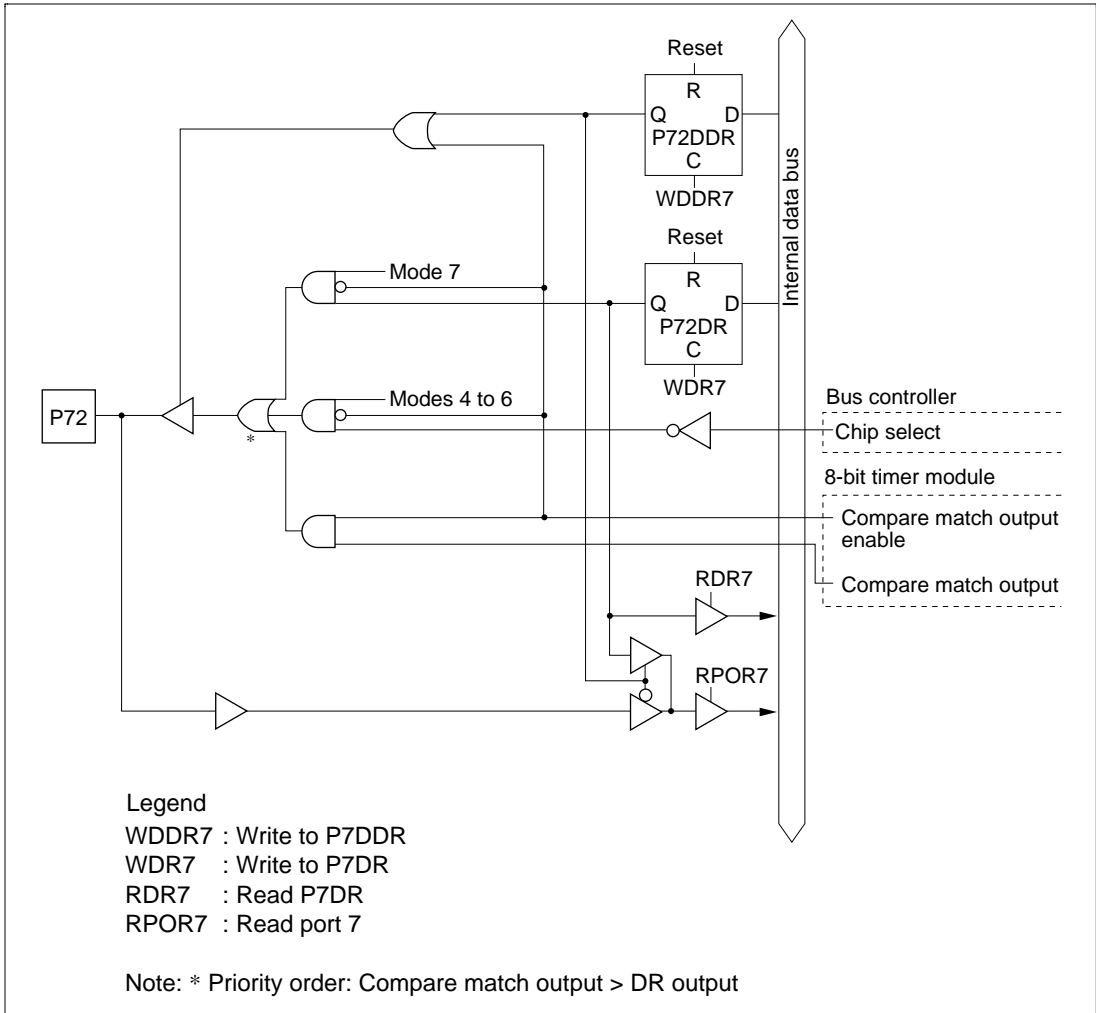 Reset
R
Q
D
P72DDR
C
WDDR7
Reset
R
Q
D
P72DR
C
WDR7
Internal data bus
Mode 7
P72
Modes 4 to 6
*
Bus controller
Chip select
8-bit timer module
Compare match output
enable
Compare match output
RDR7
RPOR7
Legend
WDDR7 : Write to P7DDR
WDR7 : Write to P7DR
RDR7 : Read P7DR
RPOR7 : Read port 7
Note: * Priority order: Compare match output > DR output